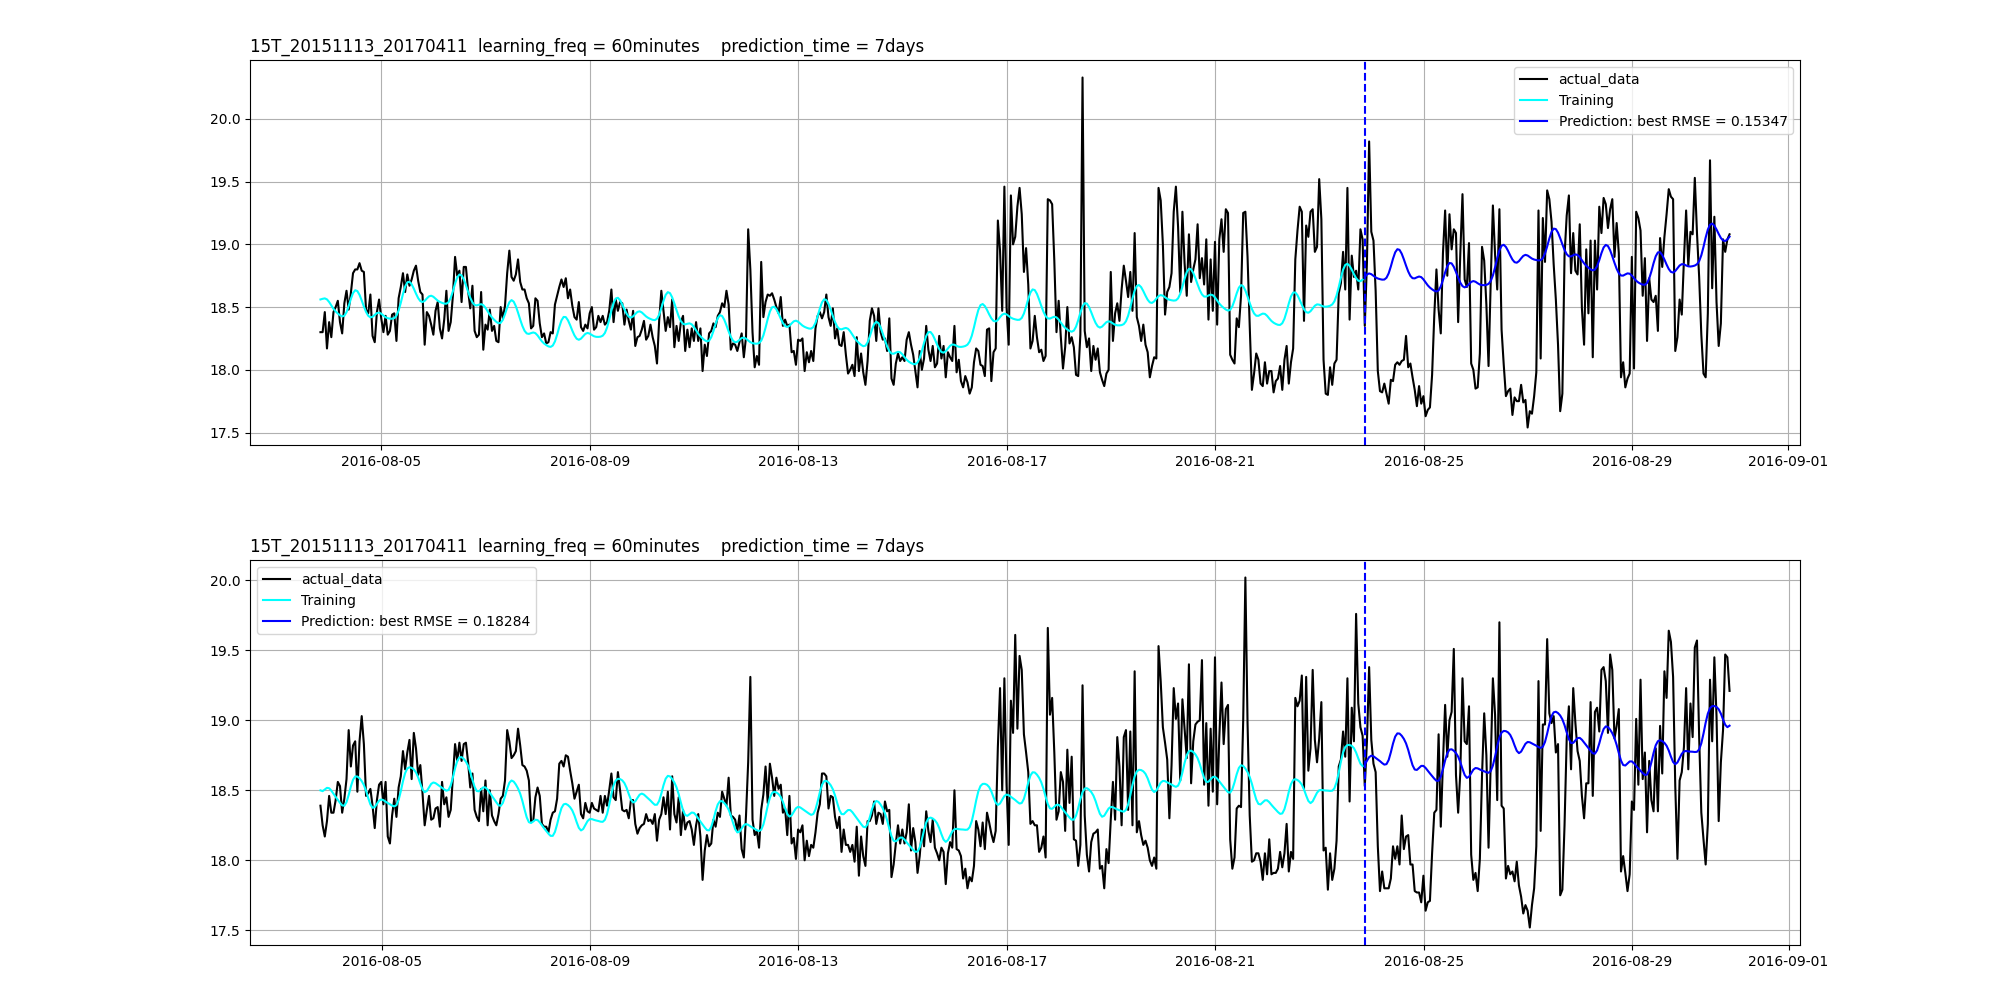 15T_20151113_20170411  learning_freq = 60minutes    prediction_time = 7days
actual_data
Training
Prediction: best RMSE = 0.15347
20.0
19.5
19.0
18.5
18.0
17.5
2016-08-05 2016-08-09 2016-08-13 2016-08-17 2016-08-21 2016-08-25 2016-08-29 2016-09-01
15T_20151113_20170411  learning_freq = 60minutes    prediction_time = 7days
actual_data
Training
Prediction: best RMSE = 0.18284
20.0
19.5
19.0
18.5
18.0
17.5
2016-08-05 2016-08-09 2016-08-13 2016-08-17 2016-08-21 2016-08-25 2016-08-29 2016-09-01